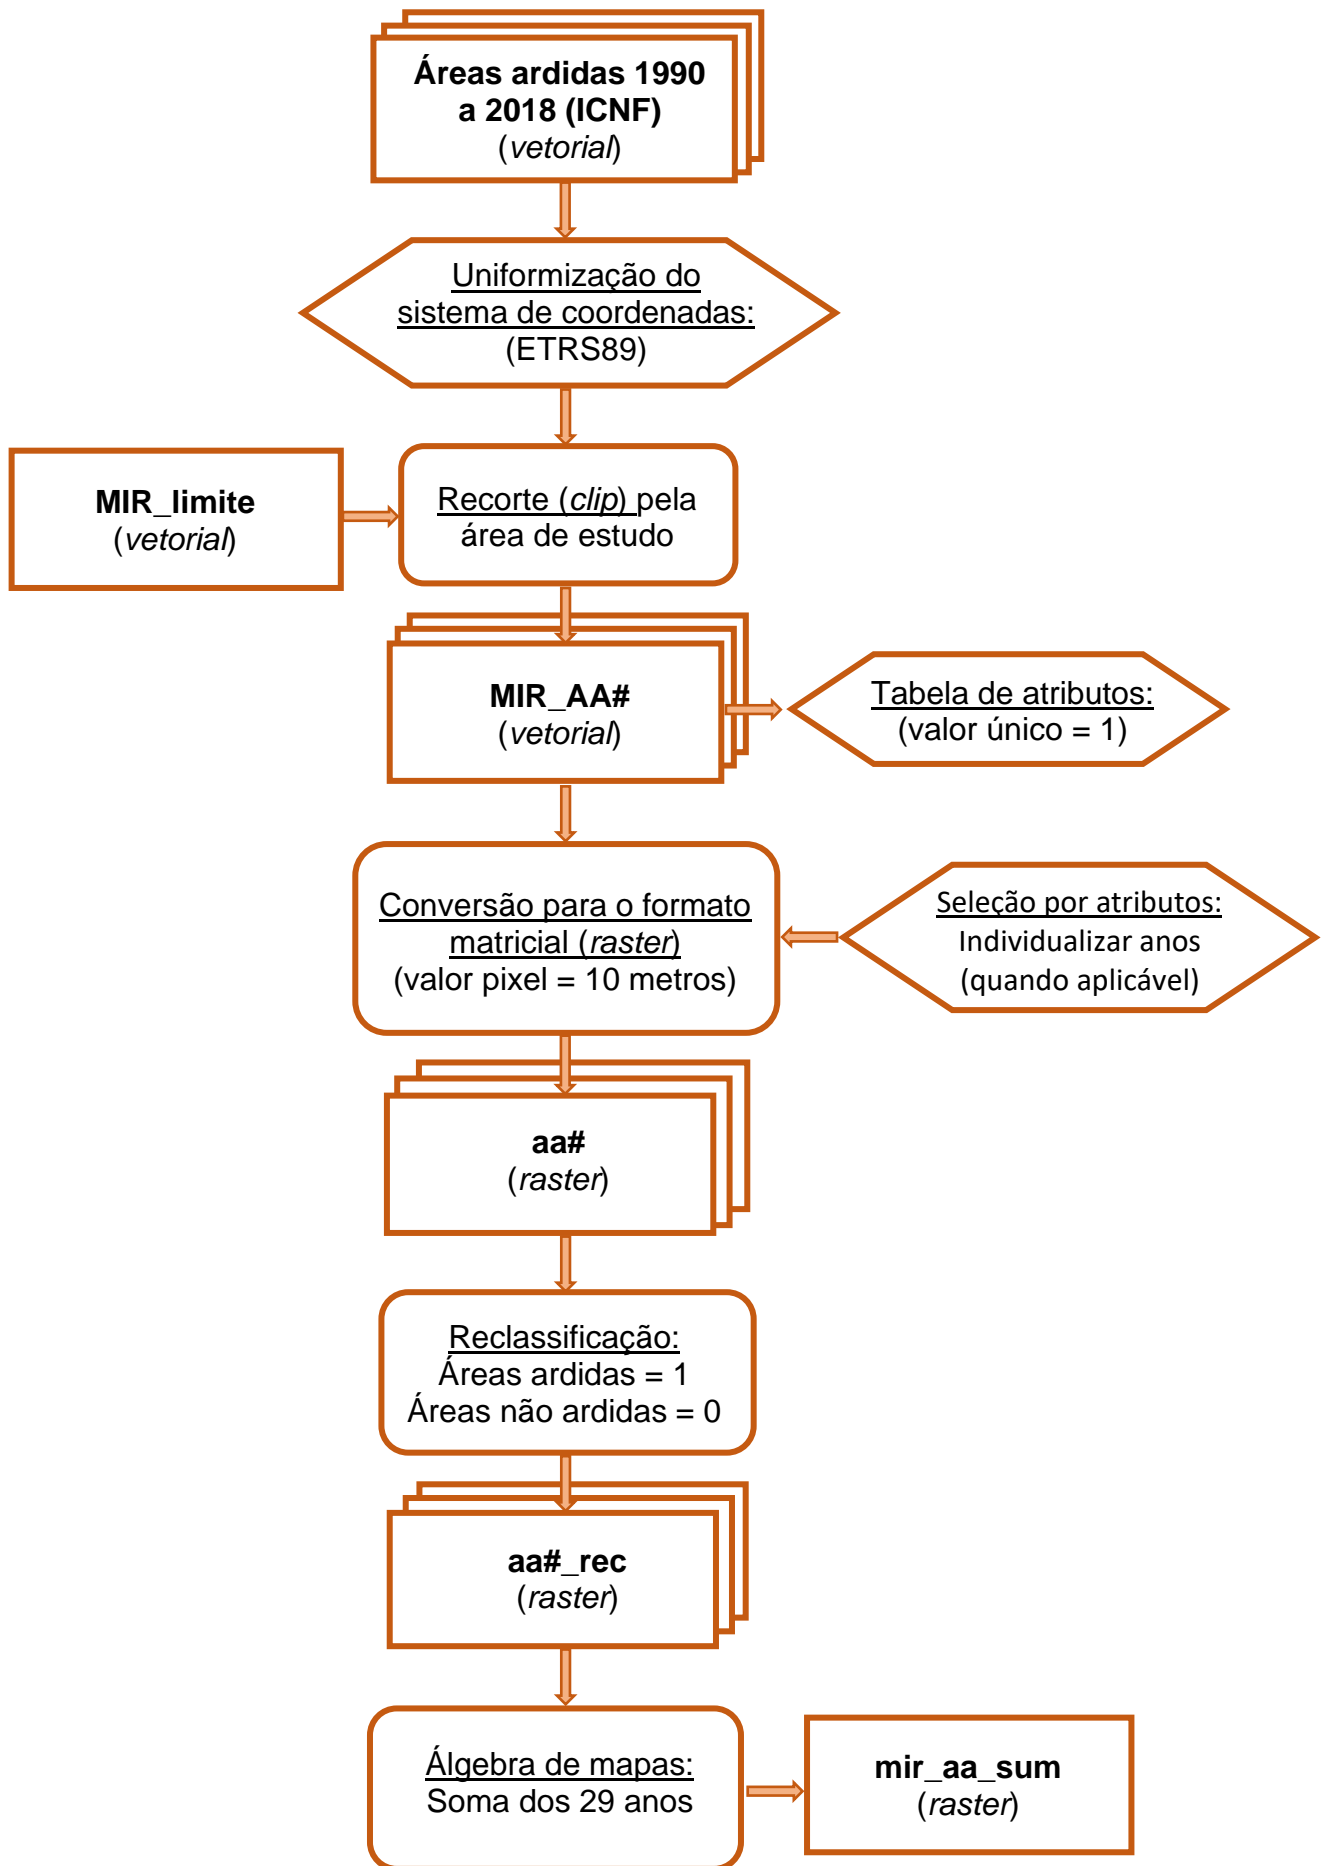 Áreas ardidas 1990
a 2018 (ICNF)
(vetorial)
Uniformização do
sistema de coordenadas:
(ETRS89)
MIR_limite
(vetorial)
Recorte (clip) pela
área de estudo
MIR_AA#
(vetorial)
Tabela de atributos:
(valor único = 1)
Conversão para o formato
matricial (raster)
(valor pixel = 10 metros)
Seleção por atributos:
Individualizar anos
(quando aplicável)
aa#
(raster)
Reclassificação:
Áreas ardidas = 1
Áreas não ardidas = 0
aa#_rec
(raster)
Álgebra de mapas:
Soma dos 29 anos
mir_aa_sum
(raster)